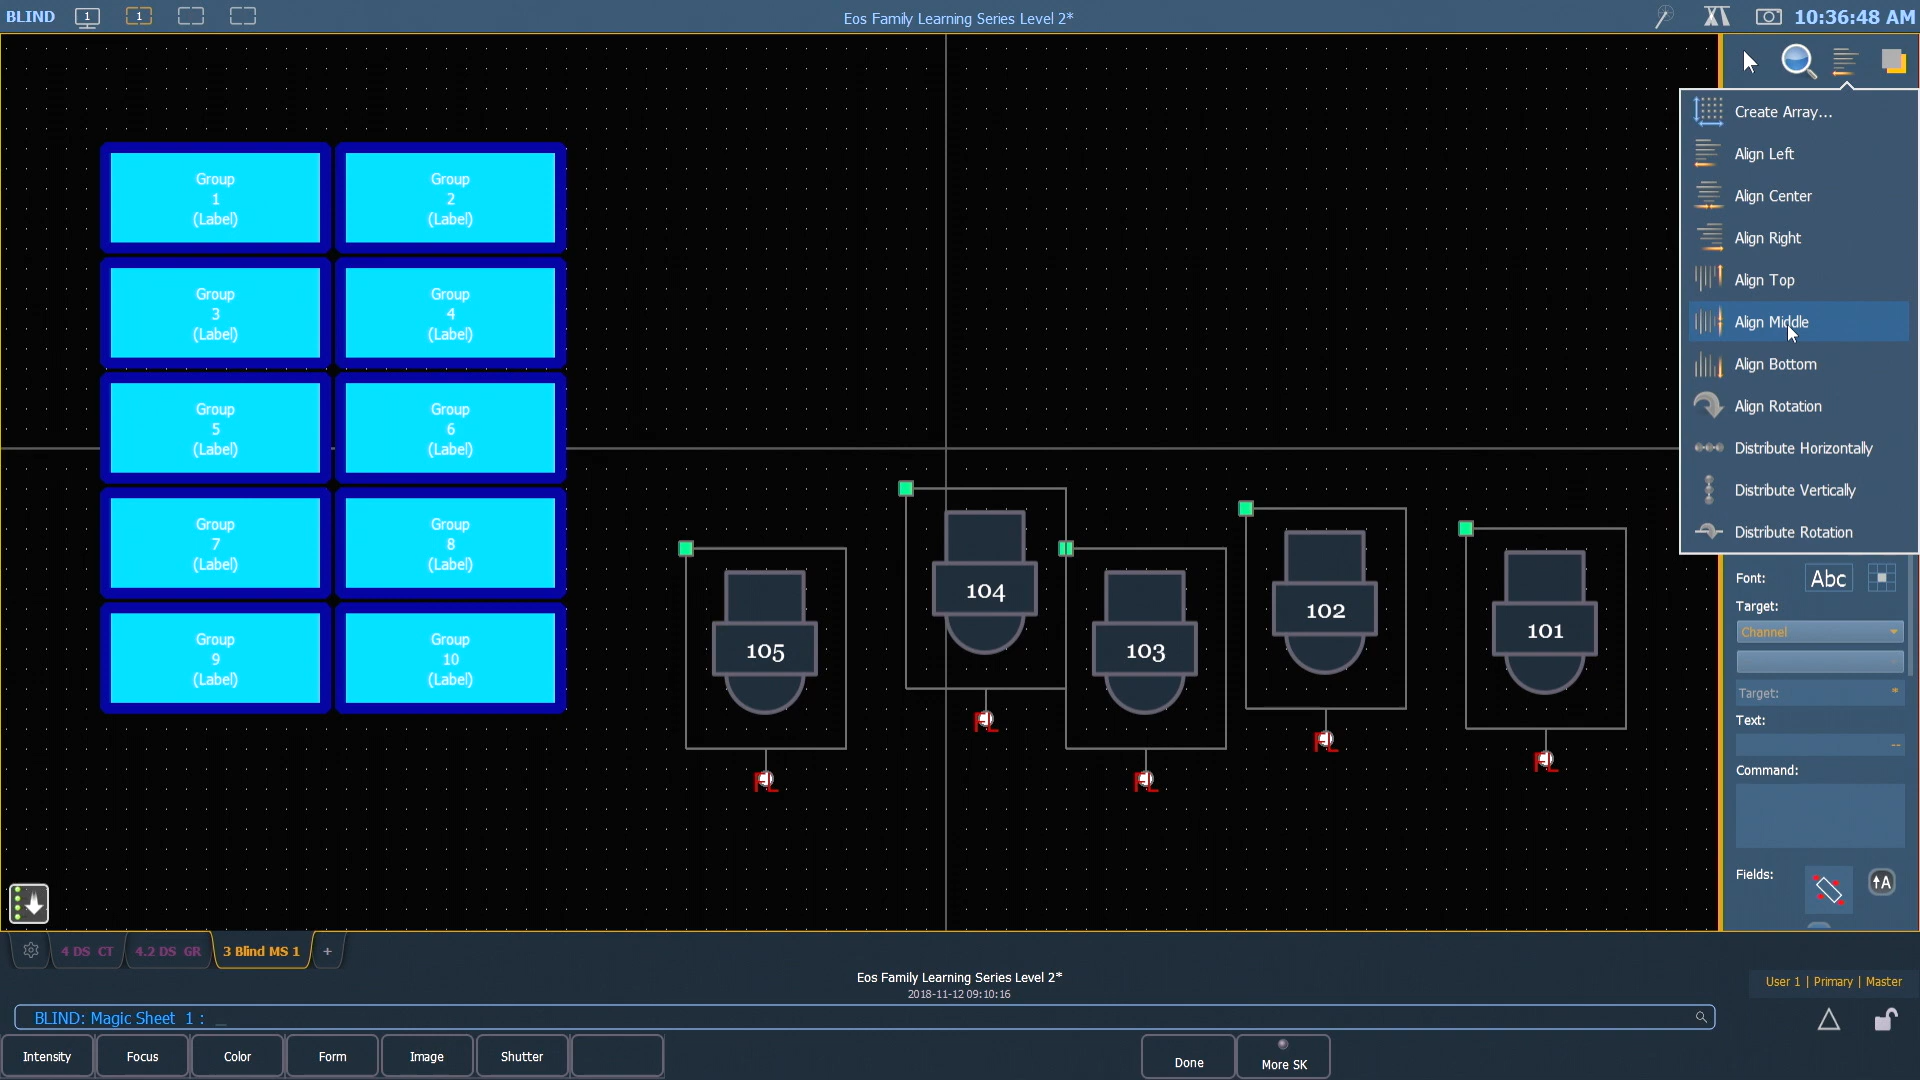 BLIND
1
1
Eos Family Learning Series Level 2*
10:36:48 AM
Create Array...
Align Left
Align Center
Align Right
Align Top
Align Middle
Align Bottom
Align Rotation
Distribute Horizontally
Distribute Vertically
Distribute Rotation
Group
1
(Label)
Group
2
(Label)
Group
3
(Label)
Group
4
(Label)
Group
5
(Label)
Group
6
(Label)
Group
7
(Label)
Group
8
(Label)
Group
9
(Label)
Group
10
(Label)
105
104
103
102
101
FL
FL
FL
FL
FL
Font:
Abc
Target:
Channel
Target:
*
Text:
--
Command:
Fields:
A
4 DS CT
4.2 DS GR
3 Blind MS 1
+
Eos Family Learning Series Level 2*
2018-11-12 09:10:16
User 1 | Primary | Master
BLIND: Magic Sheet 1 : _
Intensity
Focus
Color
Form
Image
Shutter
Done
More SK